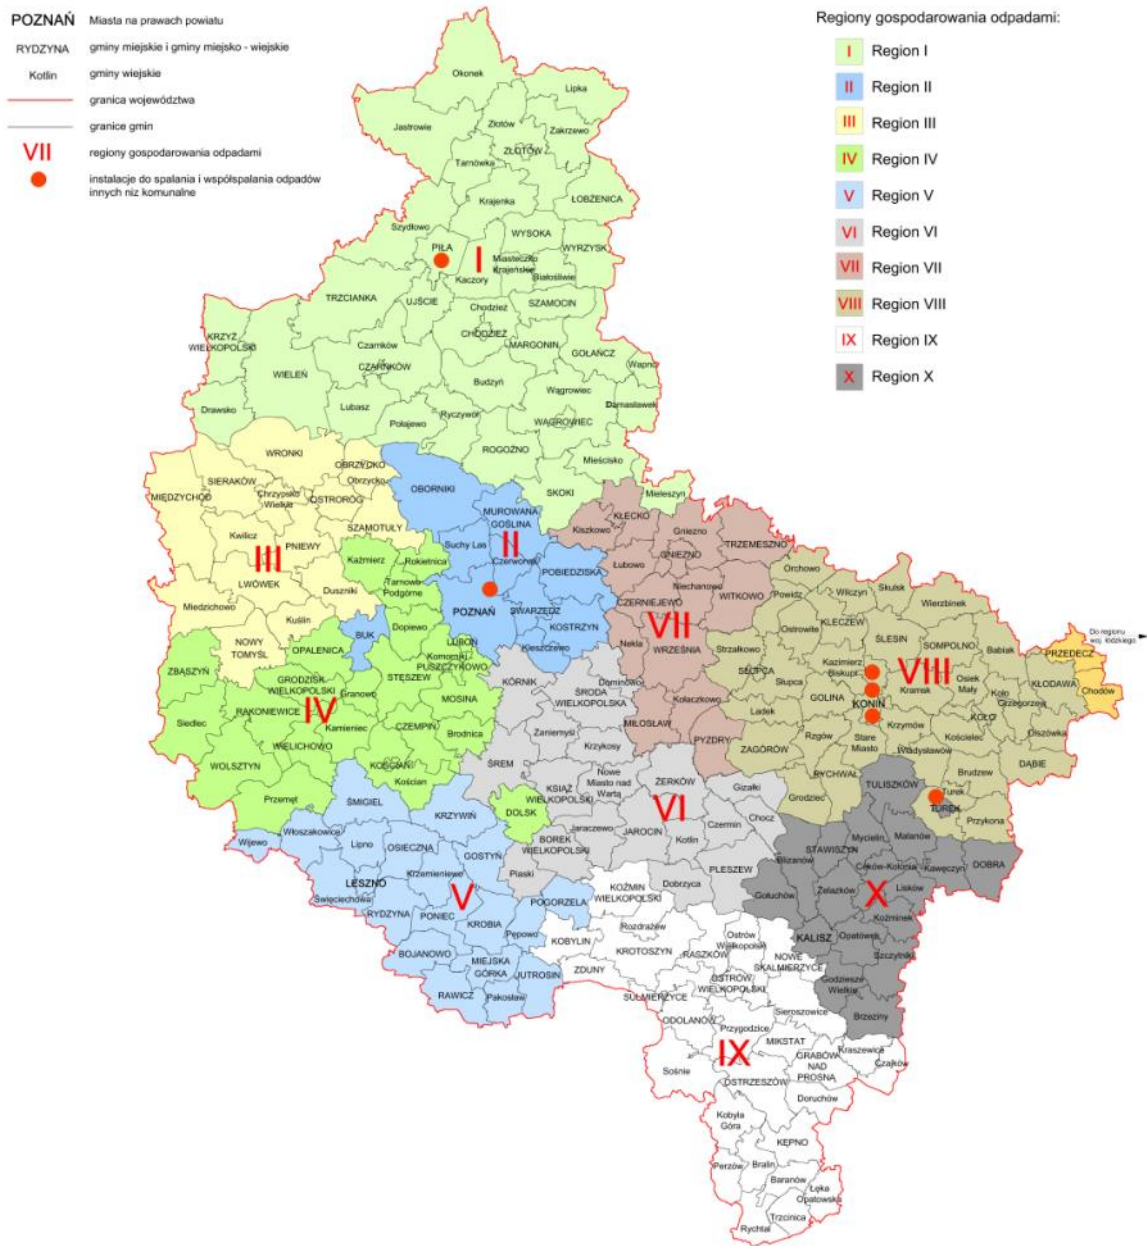 POZNAŃ Miasta na prawach powiatu
RYDZYNA gminy miejskie i gminy miejsko - wiejskie
Kotlin gminy wiejskie
granica województwa
granice gmin
VII regiony gospodarowania odpadami
instalacje do spalania i współspalania odpadów
innych niż komunalne
Regiony gospodarowania odpadami:
I Region I
II Region II
III Region III
IV Region IV
V Region V
VI Region VI
VII Region VII
VIII Region VIII
IX Region IX
X Region X
Okonek
Lipka
Jastrowie
Złotów
Zakrzewo
ZŁOTÓW
Tarnówka
Krajenka
ŁOBŻENICA
Szydłowo
WYSOKA
PIŁA
I
WYRZYSK
Miasteczko
Krajeńskie
Białośliwie
Kaczory
TRZCIANKA
UJŚCIE
Chodzież
SZAMOCIN
CHODZIEŻ
KRZYŻ
WIELKOPOLSKI
Czarnków
MARGONIN
GOŁAŃCZ
WIELEŃ
CZARNKÓW
Wapno
Budzyń
Wągrowiec
Drawsko
Lubasz
Ryczywół
Damasławek
Połajewo
WĄGROWIEC
ROGOŹNO
Mieścisko
SKOKI
Mieleszyn
WRONKI
OBRZYCKO
Obrzycko
SIERAKÓW
MIĘDZYCHÓD
Chrzypsko
Wielkie
OSTRORÓG
SZAMOTUŁY
Kwilcz
PNIEWY
III
LWÓWEK
Duszniki
Miedzichowo
Kuślin
NOWY
TOMYŚL
OBORNIKI
MUROWANA
GOŚLINA
II
Suchy Las
Czerwonak
POBIEDZISKA
POZNAŃ
SWARZĘDZ
KOSTRZYN
Kleszczewo
BUK
Kaźmierz
Rokietnica
Tarnowo
Podgórne
Dopiewo
LUBOŃ
Komorniki
PUSZCZYKOWO
OPALENICA
ZBĄSZYŃ
GRODZISK
WIELKOPOLSKI
Granowo
STĘSZEW
MOSINA
Siedlec
RAKONIEWICE
IV
Kamieniec
CZEMPIŃ
Brodnica
WIELICHOWO
WOLSZTYN
KOŚCIAN
Kościan
Przemęt
DOLSK
KŁECKO
Kiszkowo
Gniezno
GNIEZNO
TRZEMESZNO
Łubowo
Niechanowo
CZERNIEJEWO
WITKOWO
VII
Nekla
WRZEŚNIA
Kołaczkowo
MIŁOSŁAW
PYZDRY
KÓRNIK
Dominowo
ŚRODA
WIELKOPOLSKA
Zaniemyśl
Krzykosy
ŚREM
Nowe
Miasto nad
Wartą
KSIĄŻ
WIELKOPOLSKI
ŻERKÓW
Gizałki
VI
Jaraczewo
JAROCIN
Czermin
Chocz
BOREK
WIELKOPOLSKI
Kotlin
Piaski
PLESZEW
Dobrzyca
Orchowo
Skulsk
Powidz
Wilczyn
Wierzbinek
KLECZEW
Ostrowite
ŚLESIN
SOMPOLNO
Babiak
Strzałkowo
SŁUPCA
Słupca
Kazimierz
Biskupi
VIII
Osiek
Mały
Kramsk
GOLINA
KONIN
Koło
Grzegorzew
KŁODAWA
PRZEDECZ
Chodów
Do regionu
woj. łódzkiego
Lądek
KOŁO
Krzymów
Rzgów
Stare
Miasto
Kościelec
Olszówka
ZAGÓRÓW
Władysławów
DĄBIE
RYCHWAŁ
Brudzew
Grodziec
Turek
TUREK
Przykona
TULISZKÓW
Mycielin
Malanów
STAWISZYN
Blizanów
Ceków-Kolonia
Kawęczyn
DOBRA
Gołuchów
Żelazków
X
Lisków
Koźminek
KALISZ
Opatówek
Szczytniki
Godziesze
Wielkie
Brzeziny
ŚMIGIEL
KRZYWIŃ
Włoszakowice
Wijewo
Lipno
OSIECZNA
GOSTYŃ
LESZNO
Krzemieniewo
Święciechowa
V
POGORZELA
RYDZYNA
PONIEC
KROBIA
Pępowo
BOJANOWO
MIEJSKA
GÓRKA
JUTROSIN
RAWICZ
Pakosław
KOŹMIN
WIELKOPOLSKI
Rozdrażew
KOBYLIN
KROTOSZYN
Ostrów
Wielkopolski
RASZKÓW
NOWE
SKALMIERZYCE
ZDUNY
OSTRÓW
WIELKOPOLSKI
SULMIERZYCE
Sieroszowice
ODOLANÓW
Przygodzice
MIKSTAT
IX
Kraszewice
Czajków
GRABÓW
NAD
PROSNĄ
Sośnie
OSTRZESZÓW
Doruchów
Kobyla
Góra
KĘPNO
Perzów
Bralin
Baranów
Łęka
Opatowska
Trzcinica
Rychtal